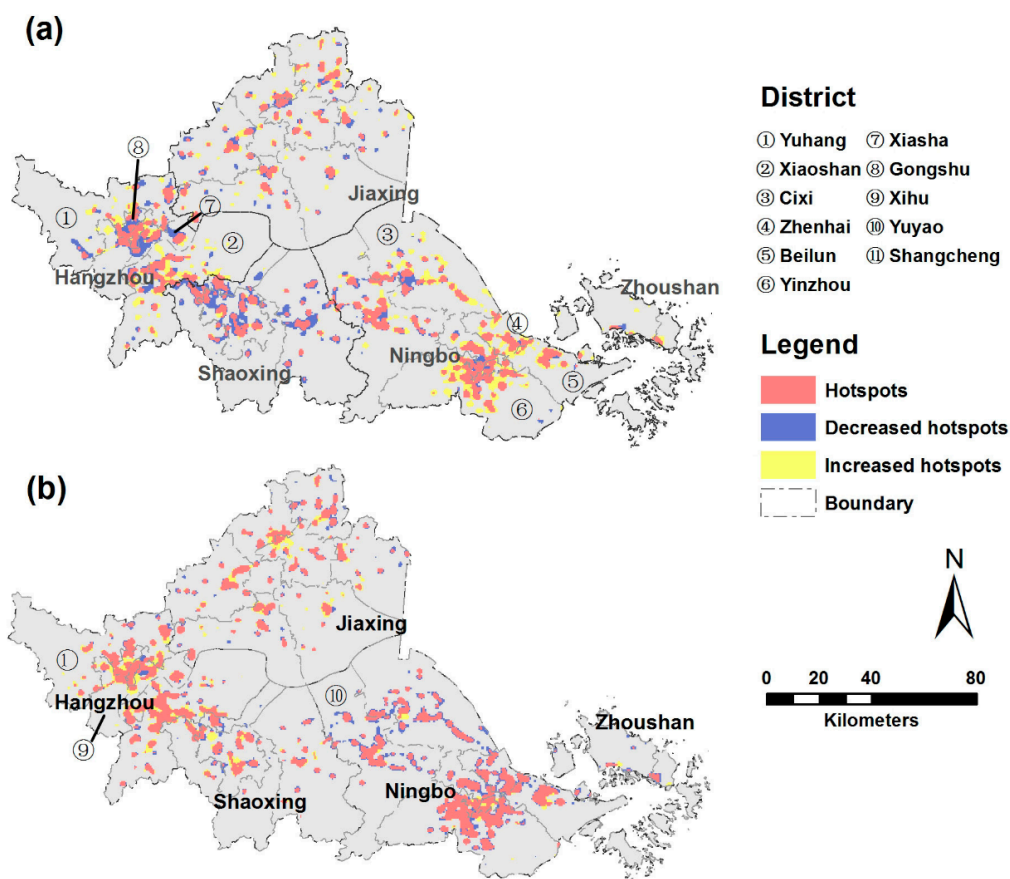 (a)
⑧
⑦
①
②
③
Jiaxing
Hangzhou
Zhoushan
④
Ningbo
Shaoxing
⑤
⑥
(b)
Jiaxing
①
⑩
Hangzhou
Zhoushan
⑨
Shaoxing
Ningbo
District
① Yuhang ⑦ Xiasha
② Xiaoshan ⑧ Gongshu
③ Cixi ⑨ Xihu
④ Zhenhai ⑩ Yuyao
⑤ Beilun ⑪ Shangcheng
⑥ Yinzhou
Legend
Hotspots
Decreased hotspots
Increased hotspots
Boundary
N
0 20 40 80
Kilometers